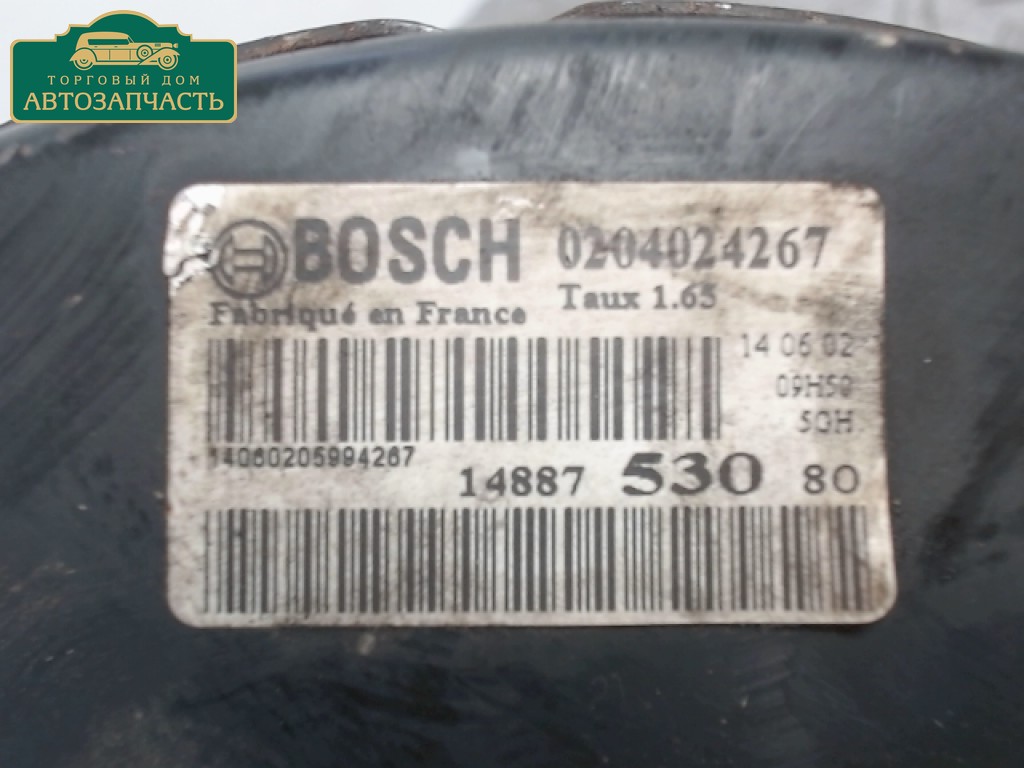 ТОРГОВЫЙ ДОМ
АВТОЗАПЧАСТЬ
BOSCH 0204024267
Fabriqué en France Taux 1.65
14 06 02
09H50
5GH
14060205994267
14887 530 80